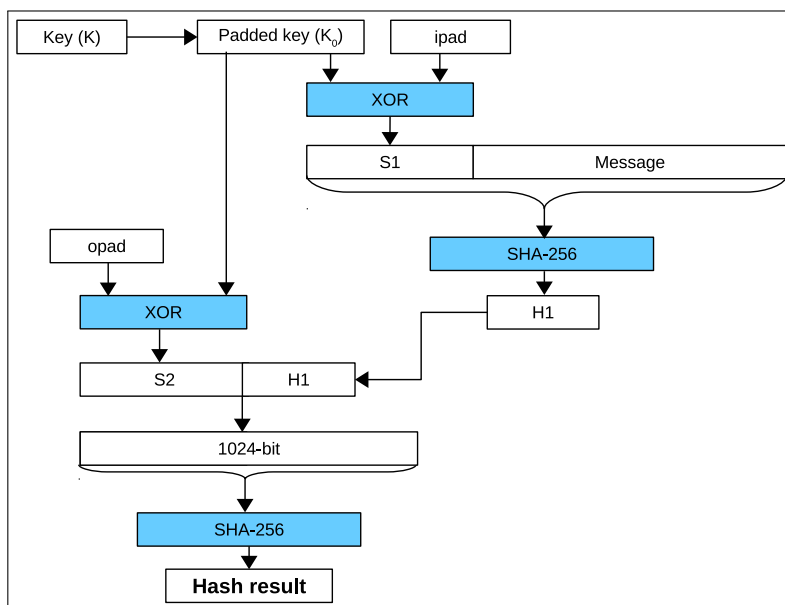 Key (K)
Padded key (K0)
ipad
XOR
S1
Message
opad
SHA-256
XOR
H1
S2
H1
1024-bit
SHA-256
Hash result